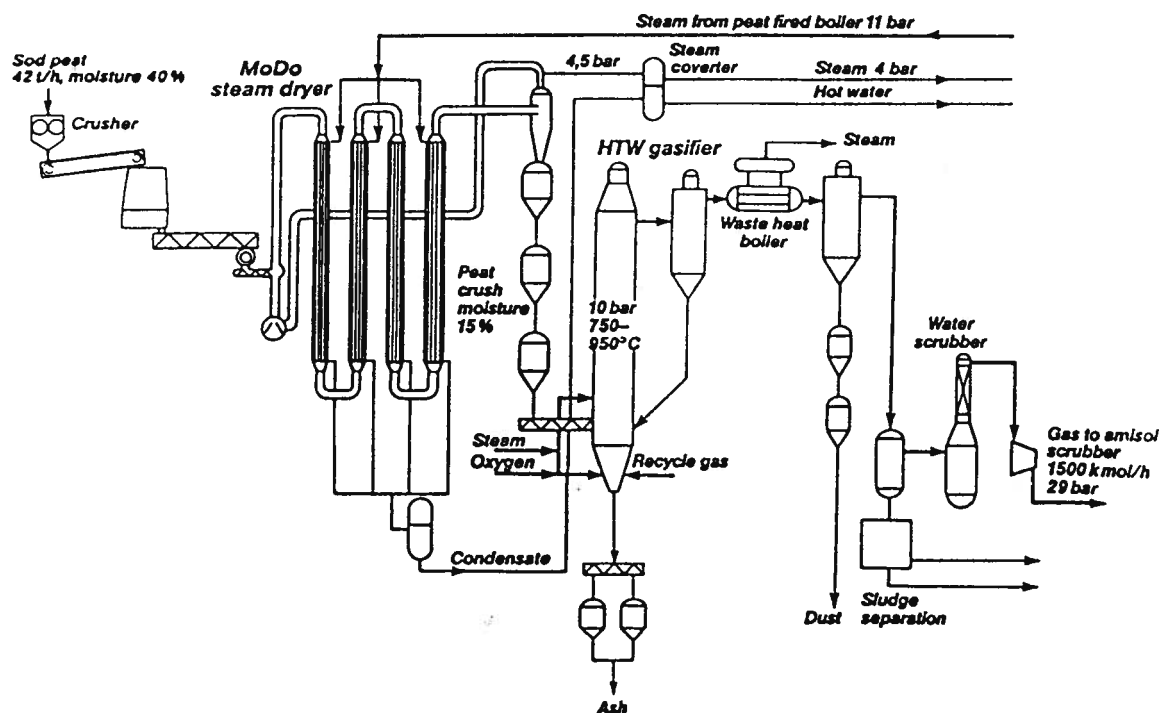 Steam from peat fired boiler 11 bar
Sod peat
42 t/h, moisture 40%
MoDo
steam dryer
4,5 bar
Steam
coverter
Steam 4 bar
Hot water
Crusher
HTW gasifier
Steam
Waste heat
boiler
Peat
crush
moisture
15%
10 bar
750–
950°C
Water
scrubber
Steam
Oxygen
Recycle gas
Gas to amisol
scrubber
1500 kmol/h
29 bar
Condensate
Dust
Sludge
separation
Ash